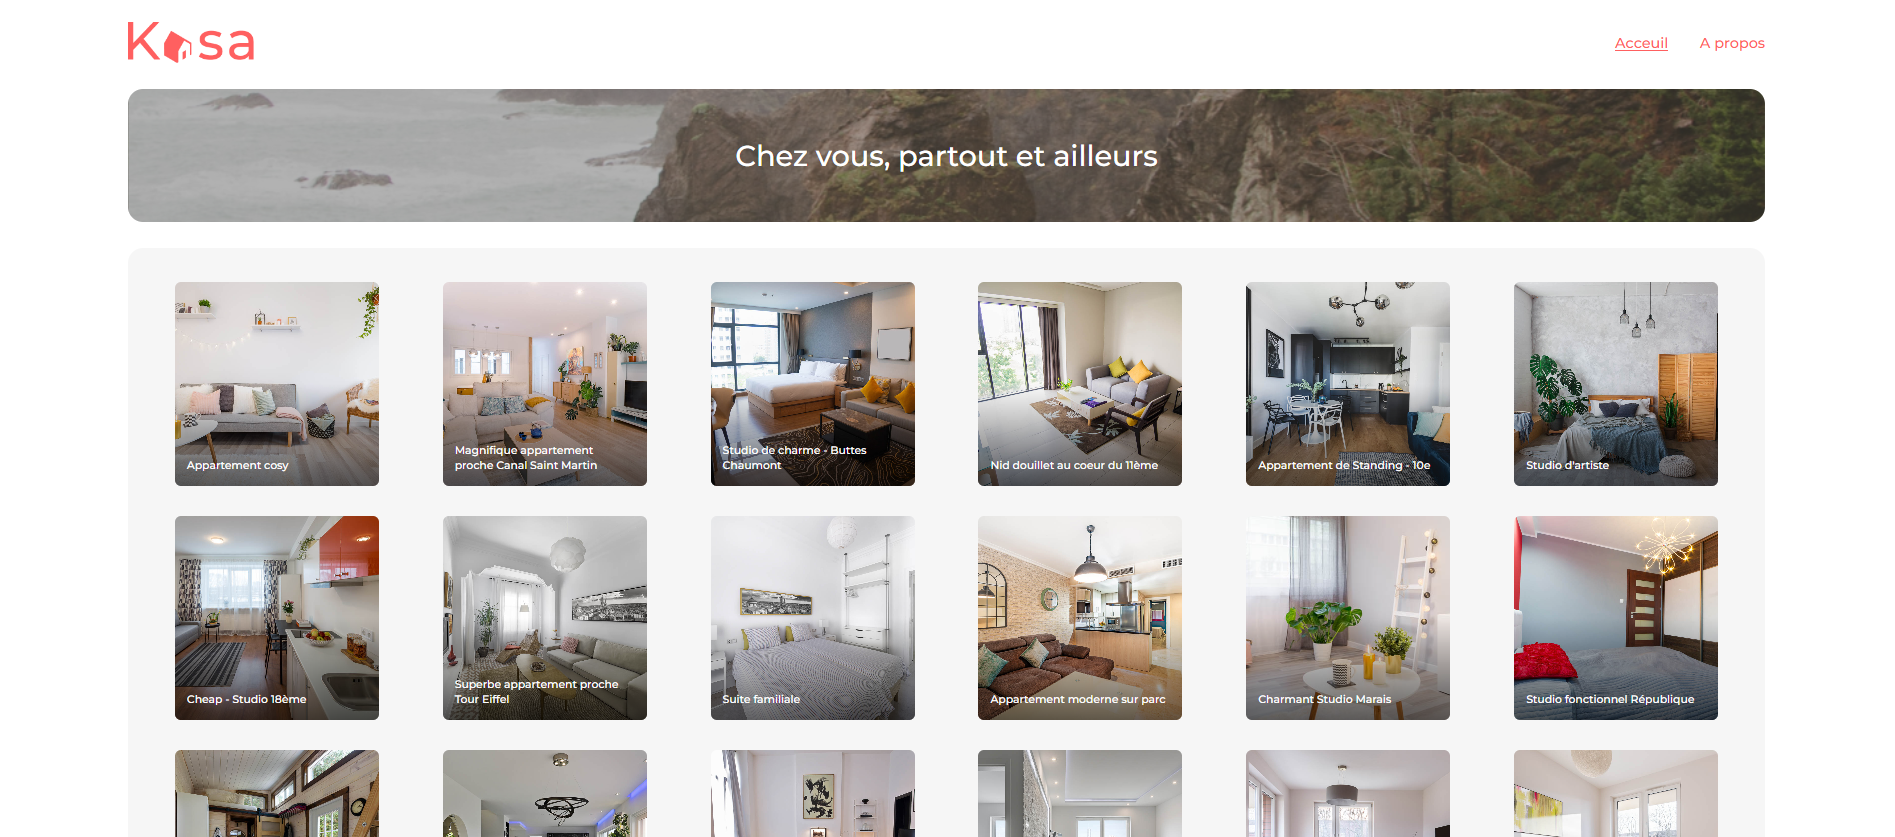 Kasa
Acceuil
A propos
Chez vous, partout et ailleurs
Appartement cosy
Magnifique appartement
proche Canal Saint Martin
Studio de charme - Buttes
Chaumont
Nid douillet au coeur du 11ème
Appartement de Standing - 10e
Studio d'artiste
Cheap - Studio 18ème
Superbe appartement proche
Tour Eiffel
Suite familiale
Appartement moderne sur parc
Charmant Studio Marais
Studio fonctionnel République